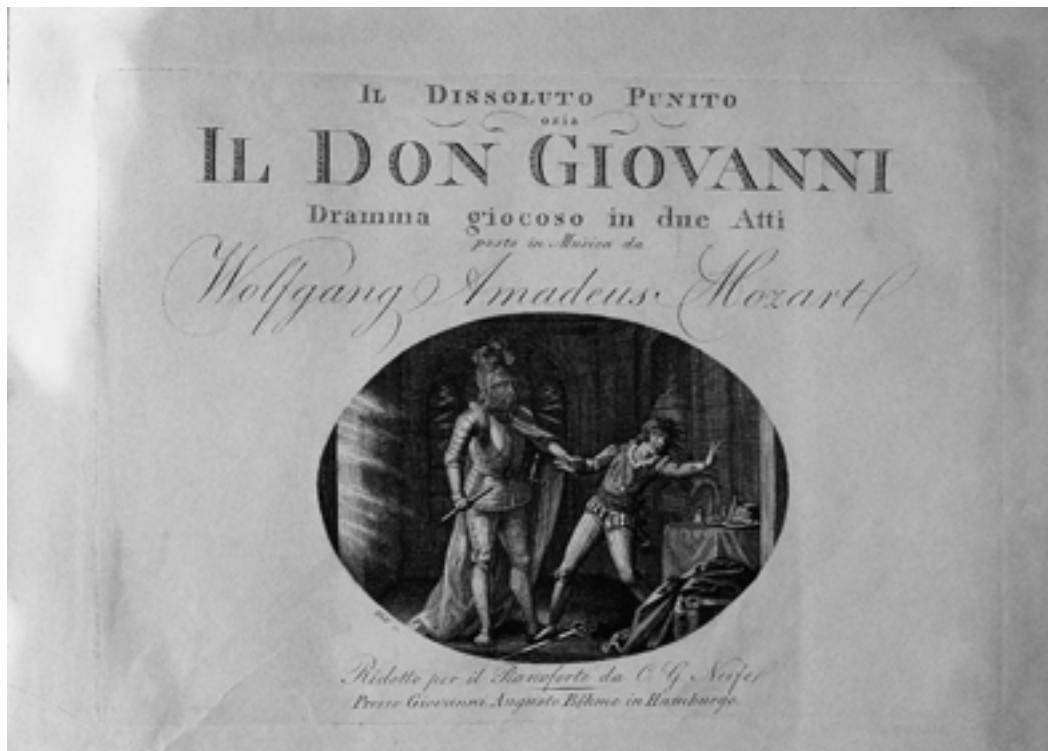 IL DISSOLUTO PUNITO
osia
IL DON GIOVANNI
Dramma giocoso in due Atti
posto in Musica da
Wolfgang Amadeus Mozart
Ridotto per il Pianoforte da C. G. Neefe
Presso Giovanni Augusto Böhme in Hamburgo.